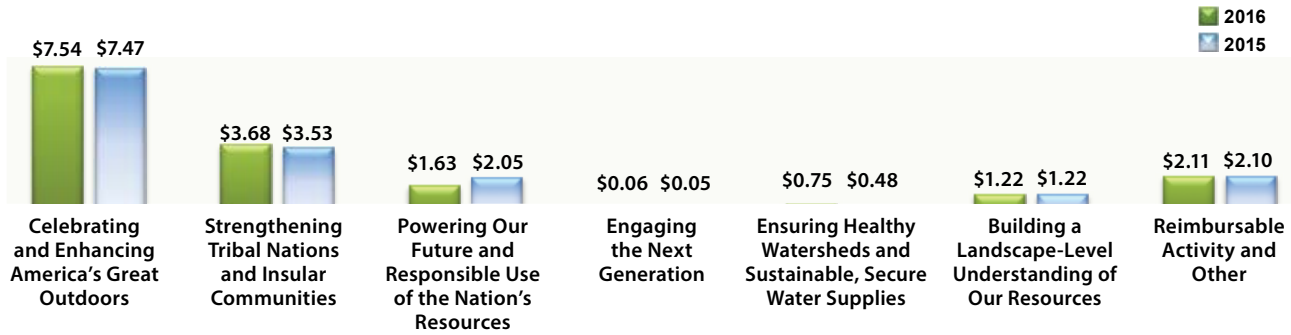 2016
2015
$7.54 $7.47
$3.68 $3.53
$1.63 $2.05
$0.06 $0.05
$0.75 $0.48
$1.22 $1.22
$2.11 $2.10
Celebrating
and Enhancing
America’s Great
Outdoors
Strengthening
Tribal Nations
and Insular
Communities
Powering Our
Future and
Responsible Use
of the Nation’s
Resources
Engaging
the Next
Generation
Ensuring Healthy
Watersheds and
Sustainable, Secure
Water Supplies
Building a
Landscape-Level
Understanding of
Our Resources
Reimbursable
Activity and
Other